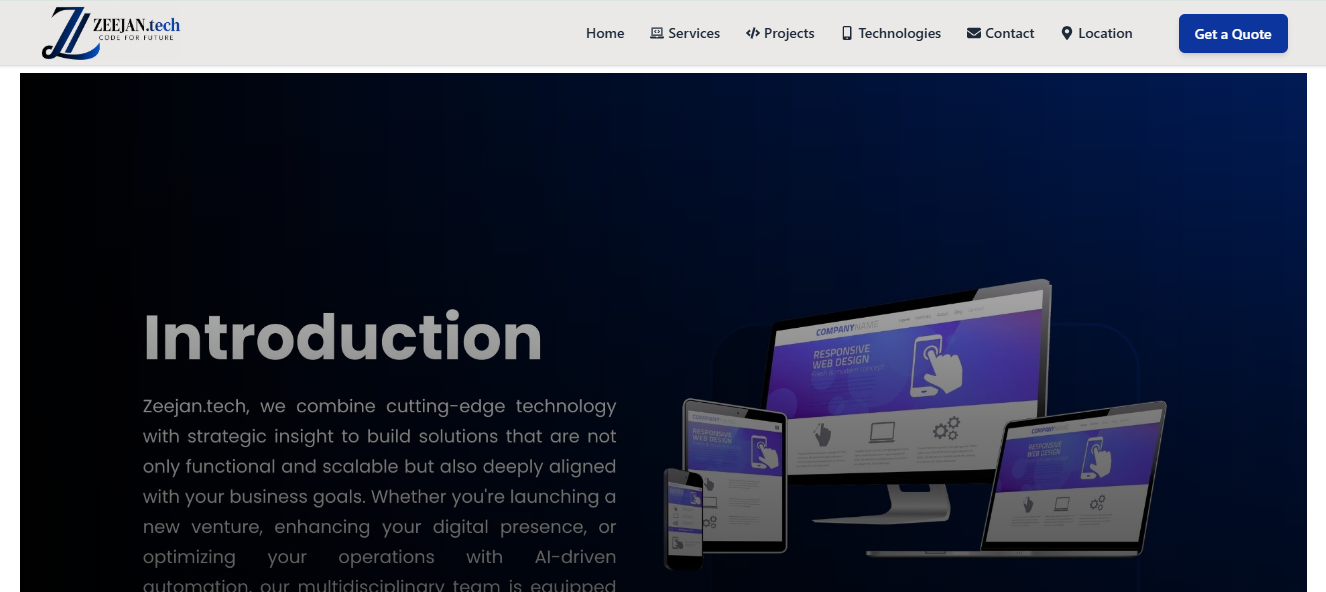 ZEEJAN.tech
CODE FOR FUTURE
Home Services Projects Technologies Contact Location Get a Quote
Introduction
Zeejan.tech, we combine cutting-edge technology
with strategic insight to build solutions that are not
only functional and scalable but also deeply aligned
with your business goals. Whether you're launching a
new venture, enhancing your digital presence, or
optimizing your operations with AI-driven
automation, our multidisciplinary team is equipped
COMPANYNAME
RESPONSIVE
WEB DESIGN
RESPONSIVE
WEB DESIGN
RESPONSIVE
WEB DESIGN